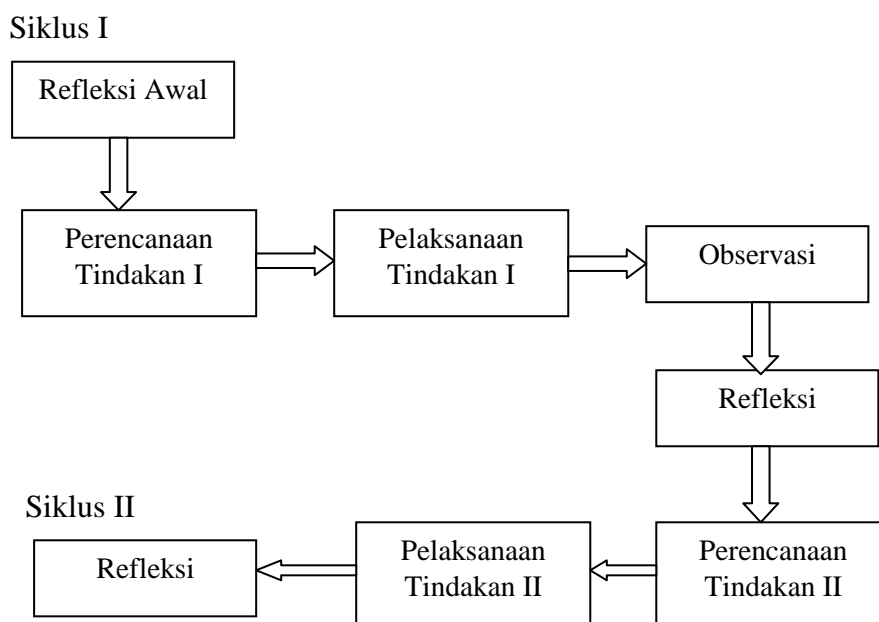 Siklus I
Refleksi Awal
Perencanaan
Tindakan I
Pelaksanaan
Tindakan I
Observasi
Refleksi
Siklus II
Refleksi
Pelaksanaan
Tindakan II
Perencanaan
Tindakan II